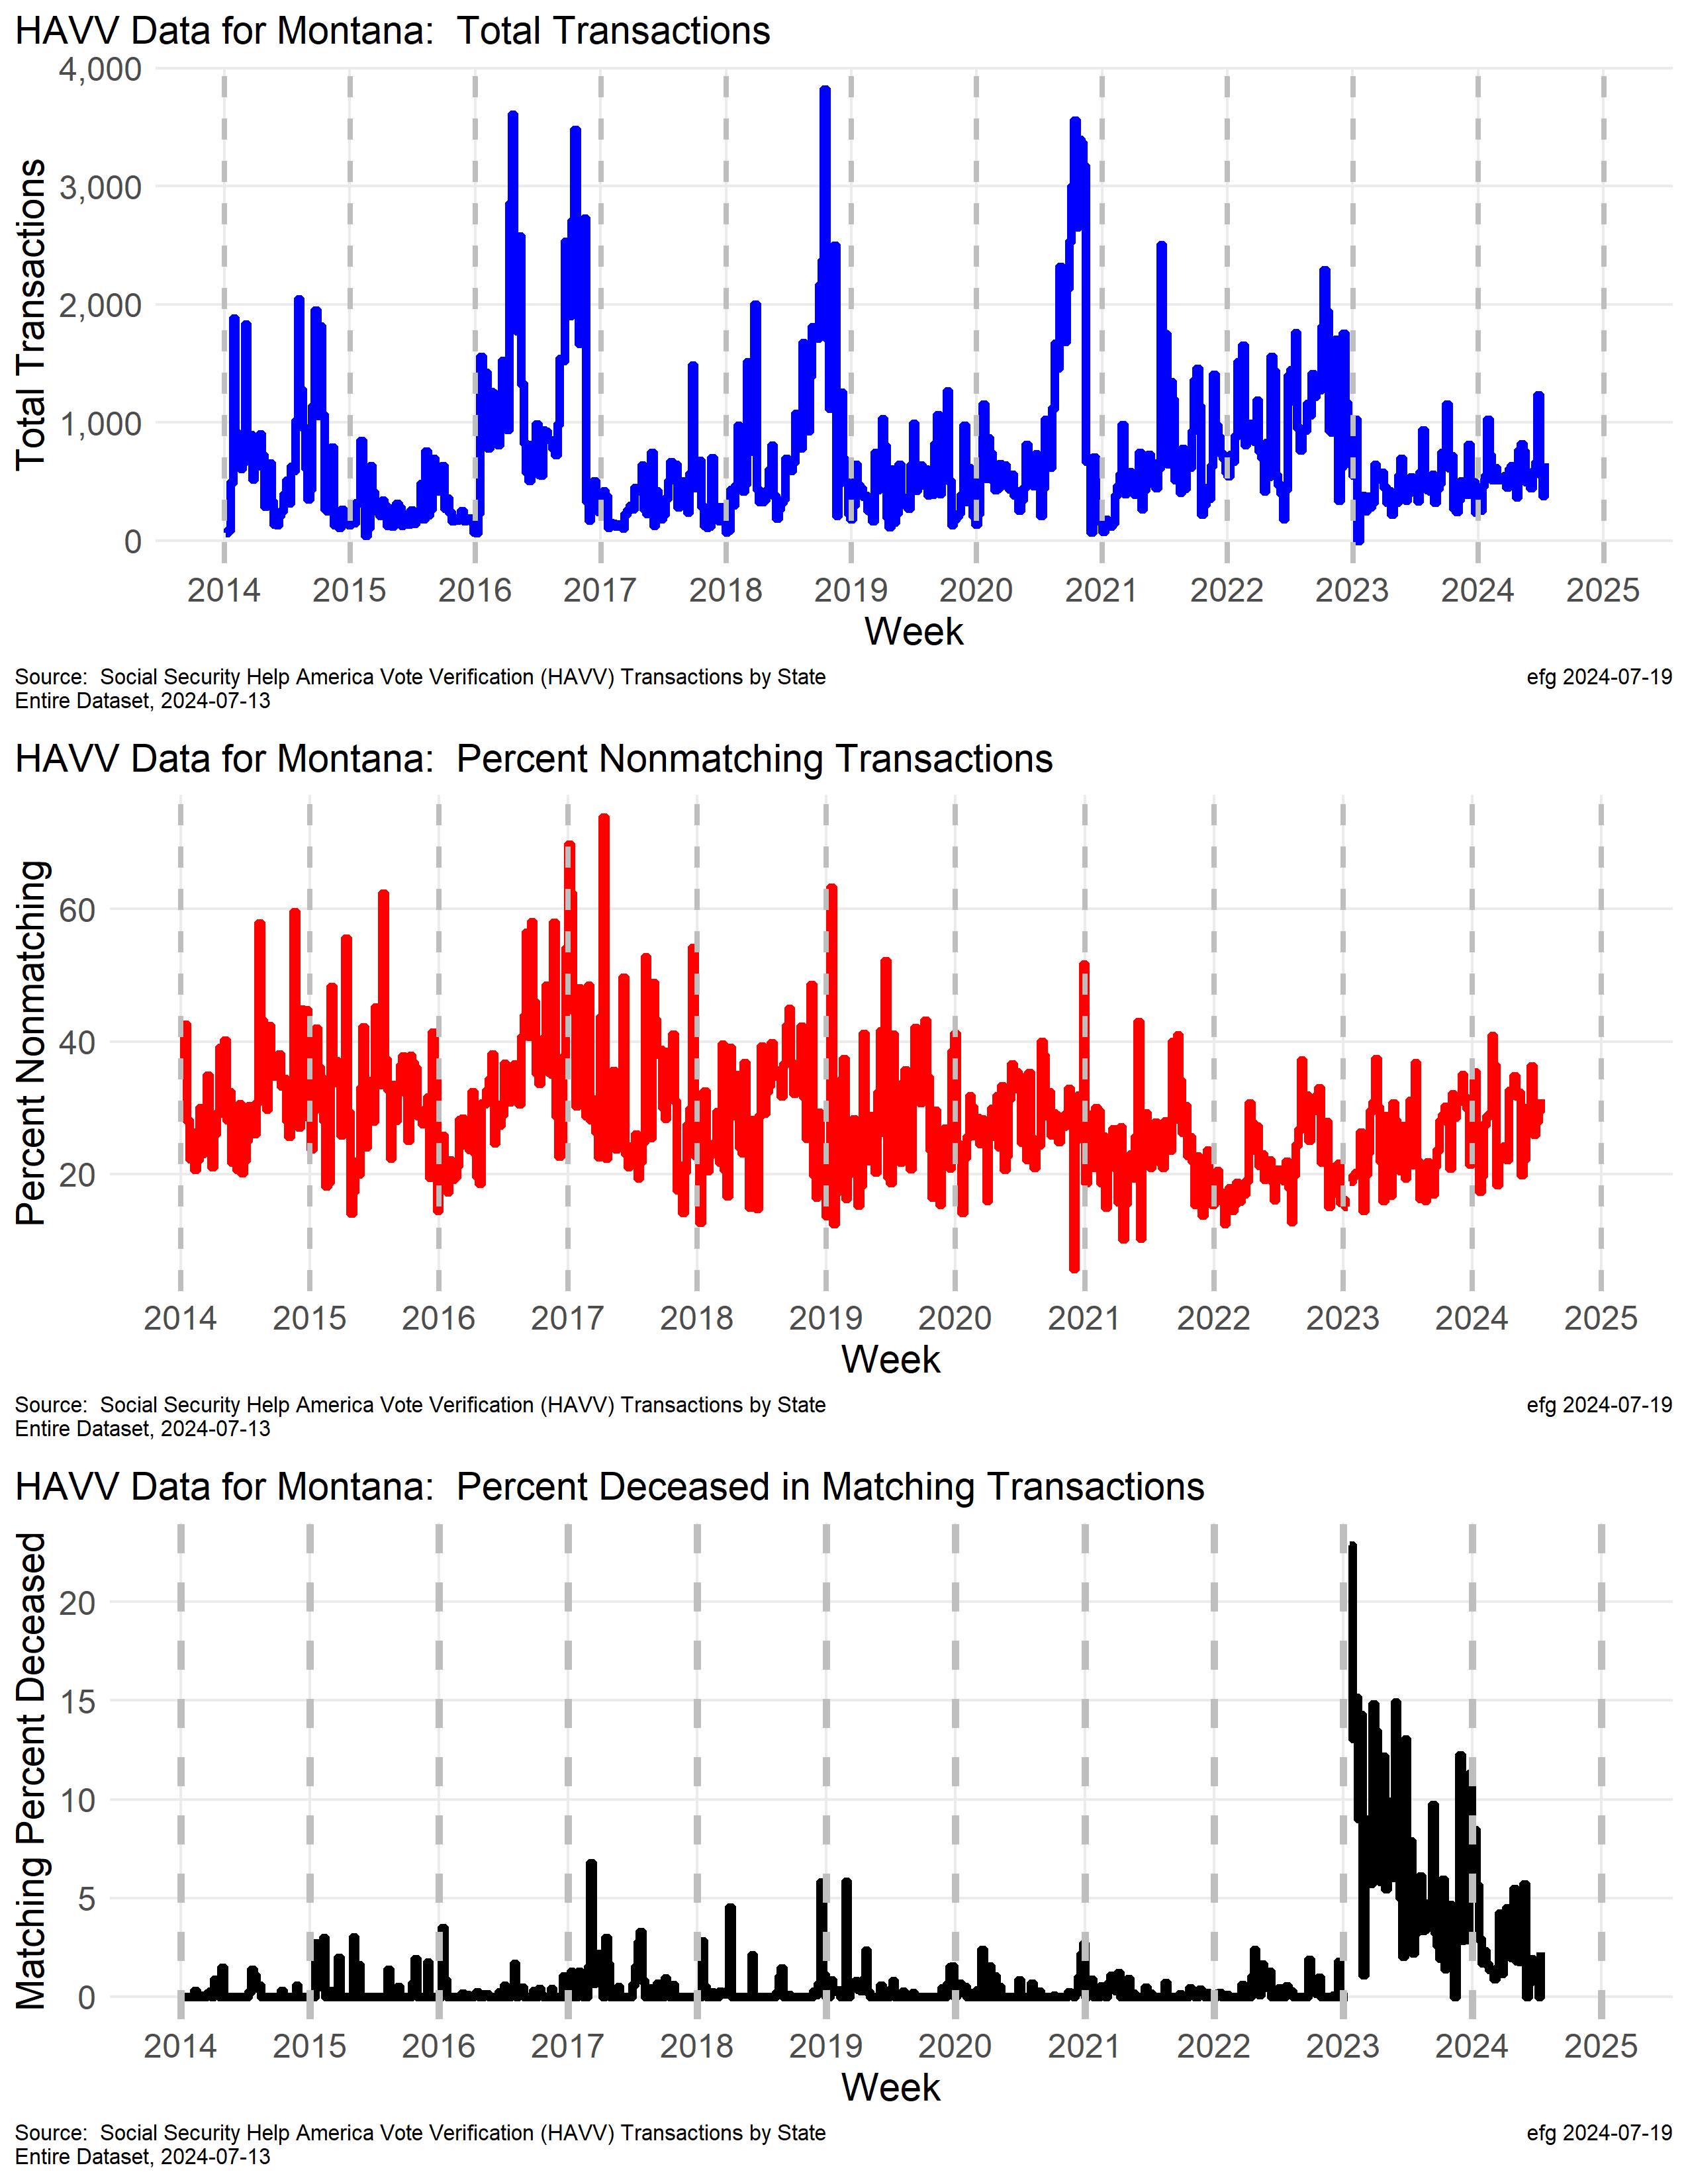 HAVV Data for Montana:  Total Transactions
Total Transactions
4,000
3,000
2,000
1,000
0
2014 2015 2016 2017 2018 2019 2020 2021 2022 2023 2024 2025
Week
Source:  Social Security Help America Vote Verification (HAVV) Transactions by State
Entire Dataset, 2024-07-13
efg 2024-07-19
HAVV Data for Montana:  Percent Nonmatching Transactions
Percent Nonmatching
60
40
20
2014 2015 2016 2017 2018 2019 2020 2021 2022 2023 2024 2025
Week
Source:  Social Security Help America Vote Verification (HAVV) Transactions by State
Entire Dataset, 2024-07-13
efg 2024-07-19
HAVV Data for Montana:  Percent Deceased in Matching Transactions
Matching Percent Deceased
20
15
10
5
0
2014 2015 2016 2017 2018 2019 2020 2021 2022 2023 2024 2025
Week
Source:  Social Security Help America Vote Verification (HAVV) Transactions by State
Entire Dataset, 2024-07-13
efg 2024-07-19